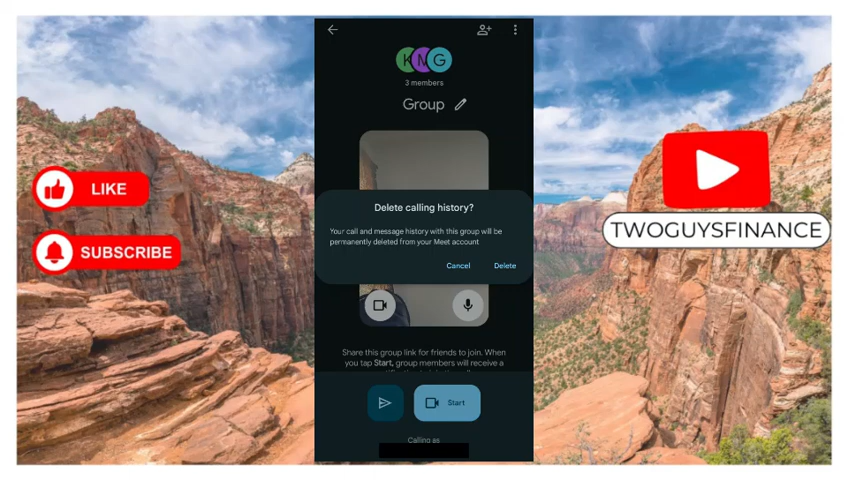 KNG
3 members
Group
LIKE
SUBSCRIBE
TWOGUYSFINANCE
Delete calling history?
Your call and message history with this group will be
permanently deleted from your Meet account
Cancel Delete
Share this group link for friends to join. When
you tap Start, group members will receive a
Start
Calling as